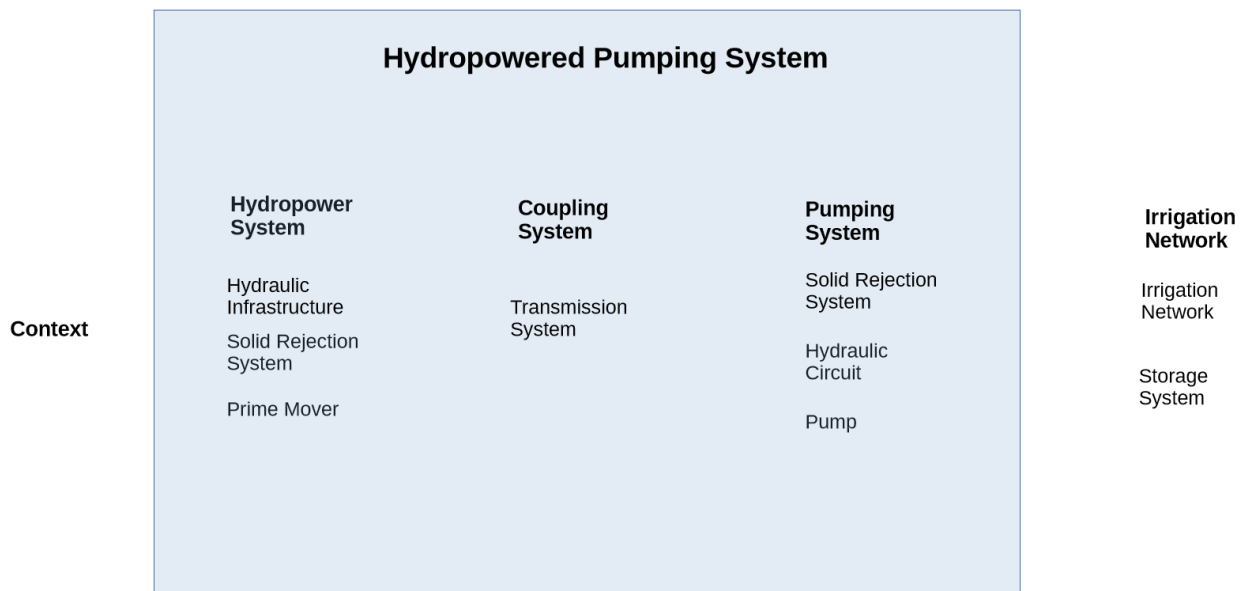 Hydropowered Pumping System
Context
Hydropower
System
Hydraulic
Infrastructure
Solid Rejection
System
Prime Mover
Coupling
System
Transmission
System
Pumping
System
Solid Rejection
System
Hydraulic
Circuit
Pump
Irrigation
Network
Irrigation
Network
Storage
System